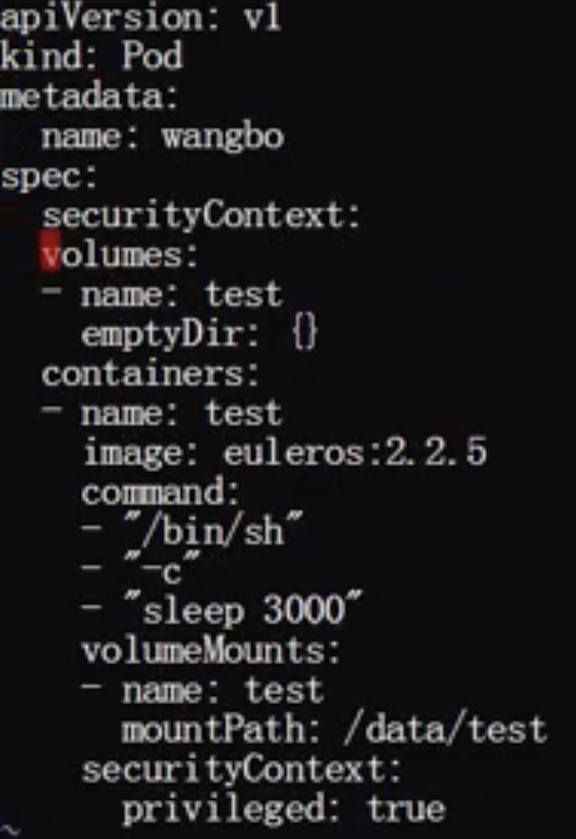 apiVersion: v1
kind: Pod
metadata:
  name: wangbo
spec:
  securityContext:
  volumes:
  - name: test
    emptyDir: {}
  containers:
  - name: test
    image: euleros:2.2.5
    command:
    - "/bin/sh"
    - "-c"
    - "sleep 3000"
    volumeMounts:
    - name: test
      mountPath: /data/test
    securityContext:
      privileged: true
~